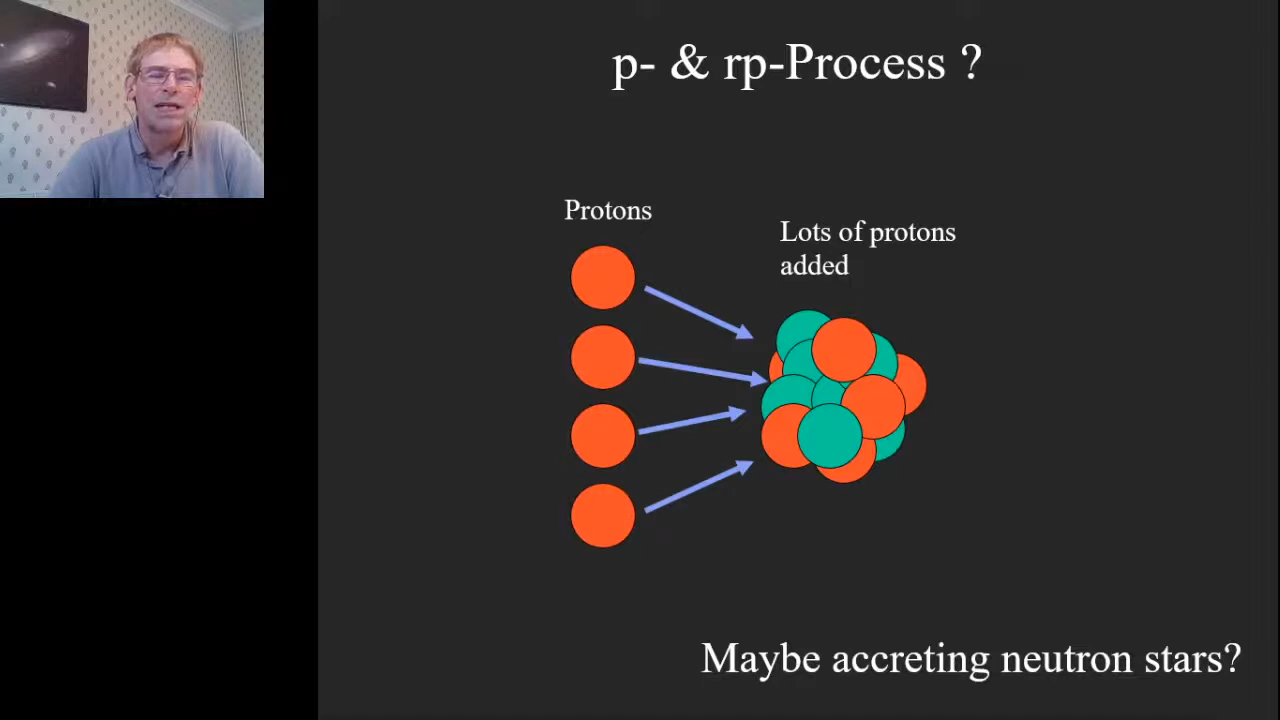 p- & rp-Process ?
Protons
Lots of protons
added
Maybe accreting neutron stars?